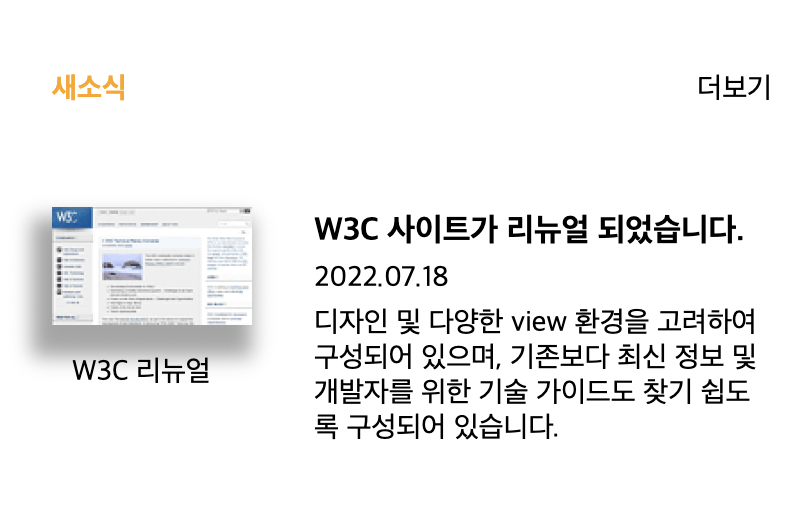 새소식
더보기
W3C
W3C 리뉴얼
W3C 사이트가 리뉴얼 되었습니다.
2022.07.18
디자인 및 다양한 view 환경을 고려하여
구성되어 있으며, 기존보다 최신 정보 및
개발자를 위한 기술 가이드도 찾기 쉽도
록 구성되어 있습니다.